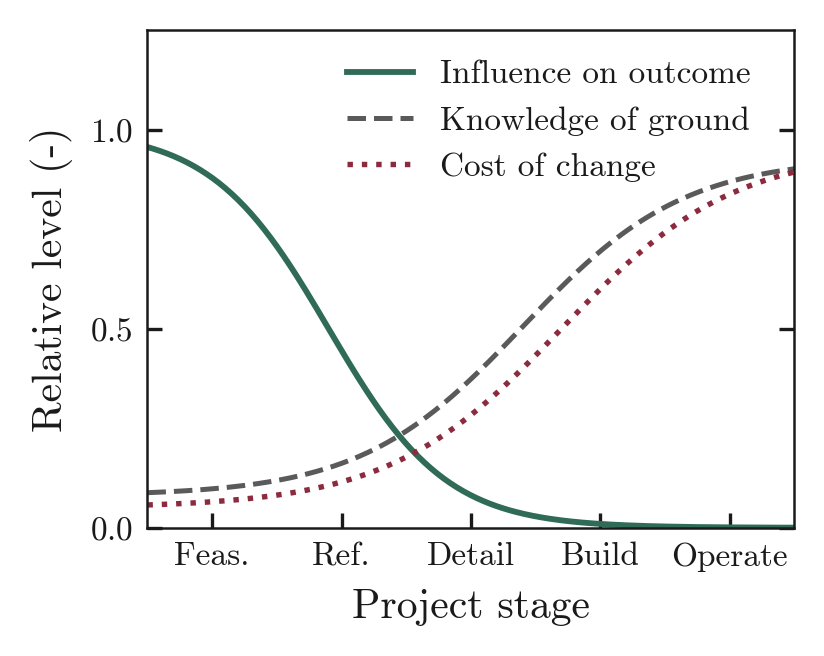 Influence on outcome
Knowledge of ground
Cost of change
Relative level (-)
1.0
0.5
0.0
Feas. Ref. Detail Build Operate
Project stage